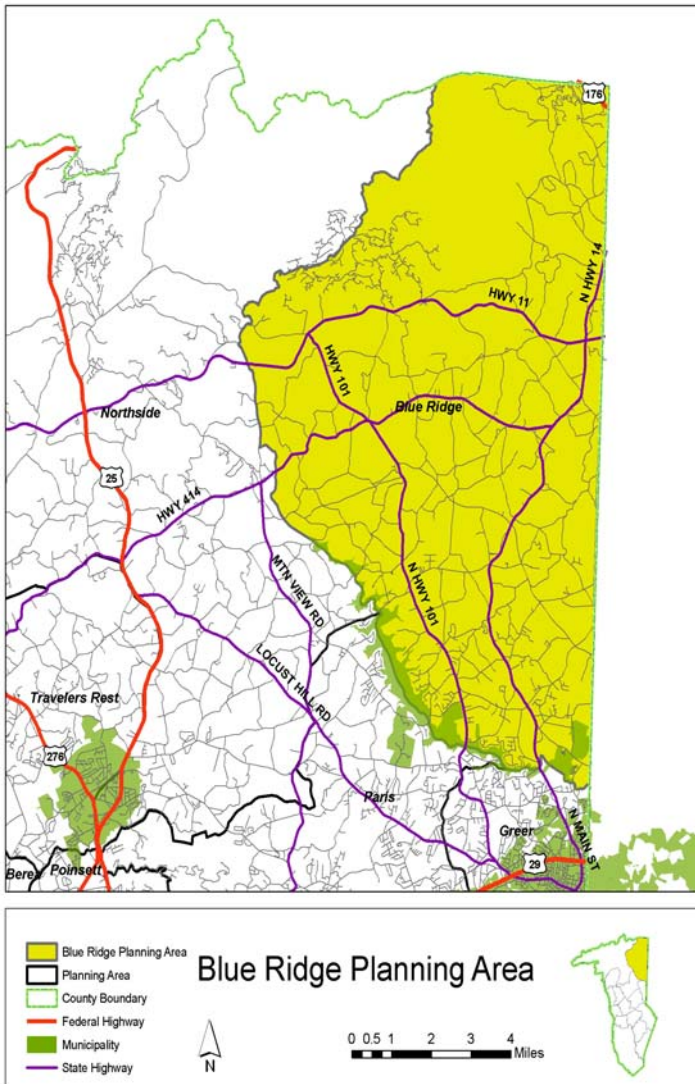 176
N HWY 14
HWY 11
HWY 101
Blue Ridge
Northside
25
HWY 414
MTN VIEW RD
N HWY 101
LOCUST HILL RD
Travelers Rest
276
Paris
Greer
N MAIN ST
29
Berea
Poinsett
Blue Ridge Planning Area
Planning Area
County Boundary
Federal Highway
Municipality
State Highway
Blue Ridge Planning Area
N
0 0.5 1 2 3 4
Miles